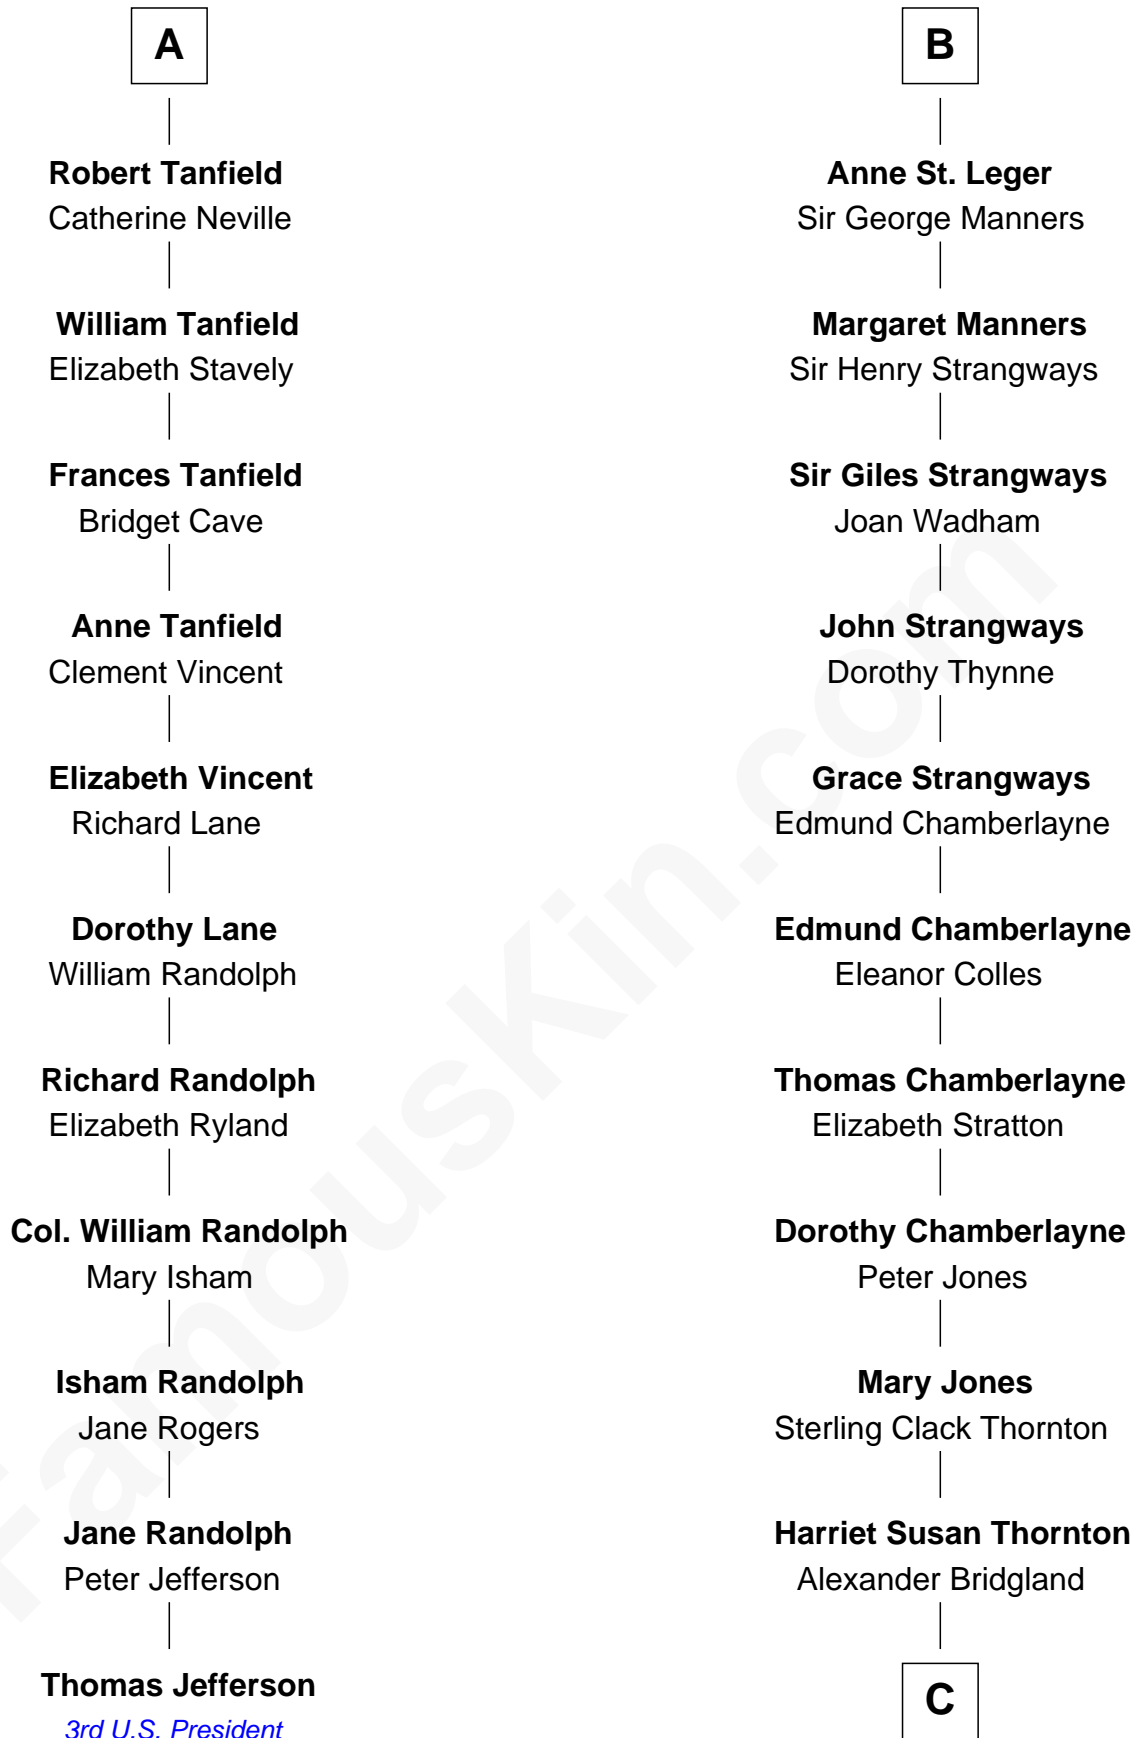 A
Robert Tanfield
Catherine Neville
William Tanfield
Elizabeth Stavely
Frances Tanfield
Bridget Cave
Anne Tanfield
Clement Vincent
Elizabeth Vincent
Richard Lane
Dorothy Lane
William Randolph
Richard Randolph
Elizabeth Ryland
Col. William Randolph
Mary Isham
Isham Randolph
Jane Rogers
Jane Randolph
Peter Jefferson
Thomas Jefferson
3rd U.S. President
B
Anne St. Leger
Sir George Manners
Margaret Manners
Sir Henry Strangways
Sir Giles Strangways
Joan Wadham
John Strangways
Dorothy Thynne
Grace Strangways
Edmund Chamberlayne
Edmund Chamberlayne
Eleanor Colles
Thomas Chamberlayne
Elizabeth Stratton
Dorothy Chamberlayne
Peter Jones
Mary Jones
Sterling Clack Thornton
Harriet Susan Thornton
Alexander Bridgland
C
FamousKin.com